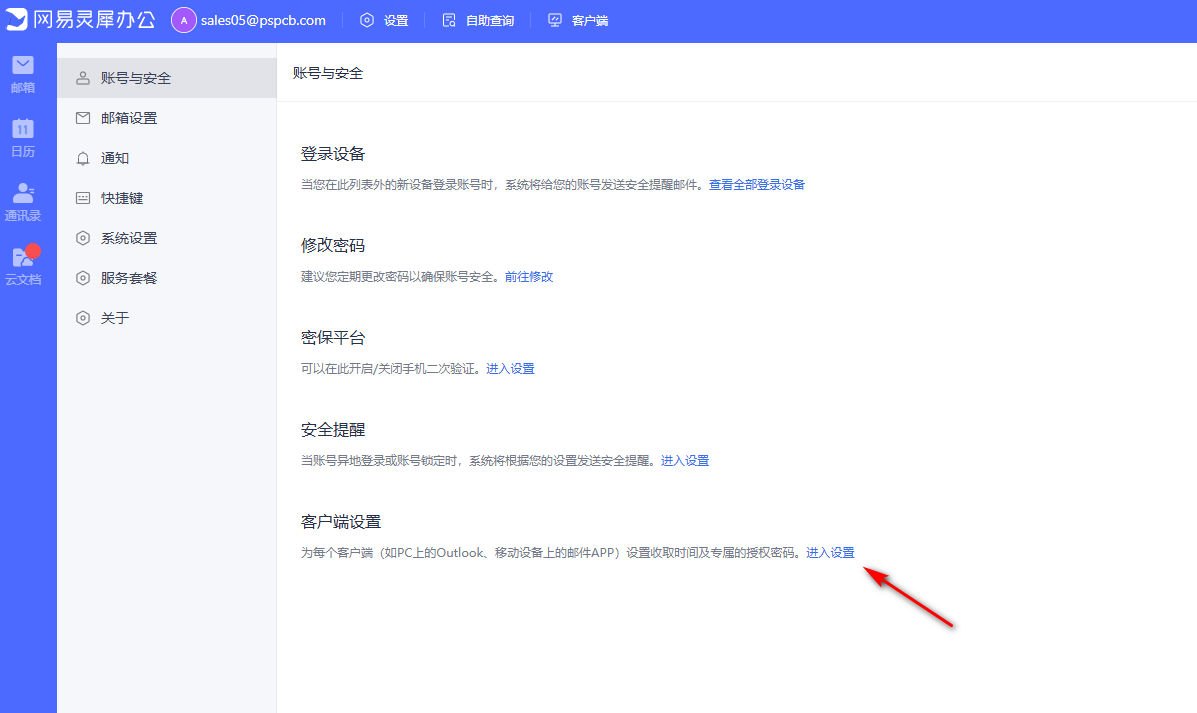 网易灵犀办公 A sales05@pspcb.com 设置 自助查询 客户端
邮箱
11
日历
通讯录
云文档
账号与安全
邮箱设置
通知
快捷键
系统设置
服务套餐
关于
账号与安全
登录设备
当您在此列表外的新设备登录账号时，系统将给您的账号发送安全提醒邮件。查看全部登录设备
修改密码
建议您定期更改密码以确保账号安全。前往修改
密保平台
可以在此开启/关闭手机二次验证。进入设置
安全提醒
当账号异地登录或账号锁定时，系统将根据您的设置发送安全提醒。进入设置
客户端设置
为每个客户端（如PC上的Outlook、移动设备上的邮件APP）设置收取时间及专属的授权密码。进入设置